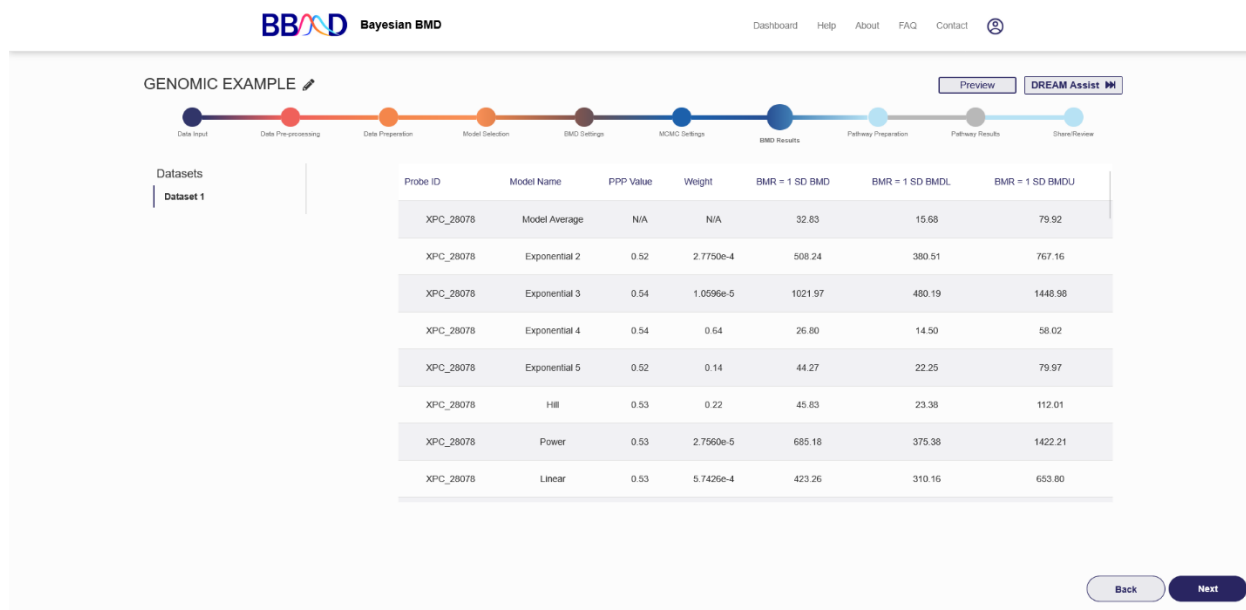 BBMD Bayesian BMD Dashboard Help About FAQ Contact
GENOMIC EXAMPLE Preview DREAM Assist
Data Input Data Pre-processing Data Preperation Model Selection BMD Settings MCMC Settings BMD Results Pathway Preparation Pathway Results Share/Review
Datasets
Dataset 1
Probe ID Model Name PPP Value Weight BMR = 1 SD BMD BMR = 1 SD BMDL BMR = 1 SD BMDU
XPC_28078 Model Average N/A N/A 32.83 15.68 79.92
XPC_28078 Exponential 2 0.52 2.7750e-4 508.24 380.51 767.16
XPC_28078 Exponential 3 0.54 1.0596e-5 1021.97 480.19 1448.98
XPC_28078 Exponential 4 0.54 0.64 26.80 14.50 58.02
XPC_28078 Exponential 5 0.52 0.14 44.27 22.25 79.97
XPC_28078 Hill 0.53 0.22 45.83 23.38 112.01
XPC_28078 Power 0.53 2.7560e-5 685.18 375.38 1422.21
XPC_28078 Linear 0.53 5.7426e-4 423.26 310.16 653.80
Back Next